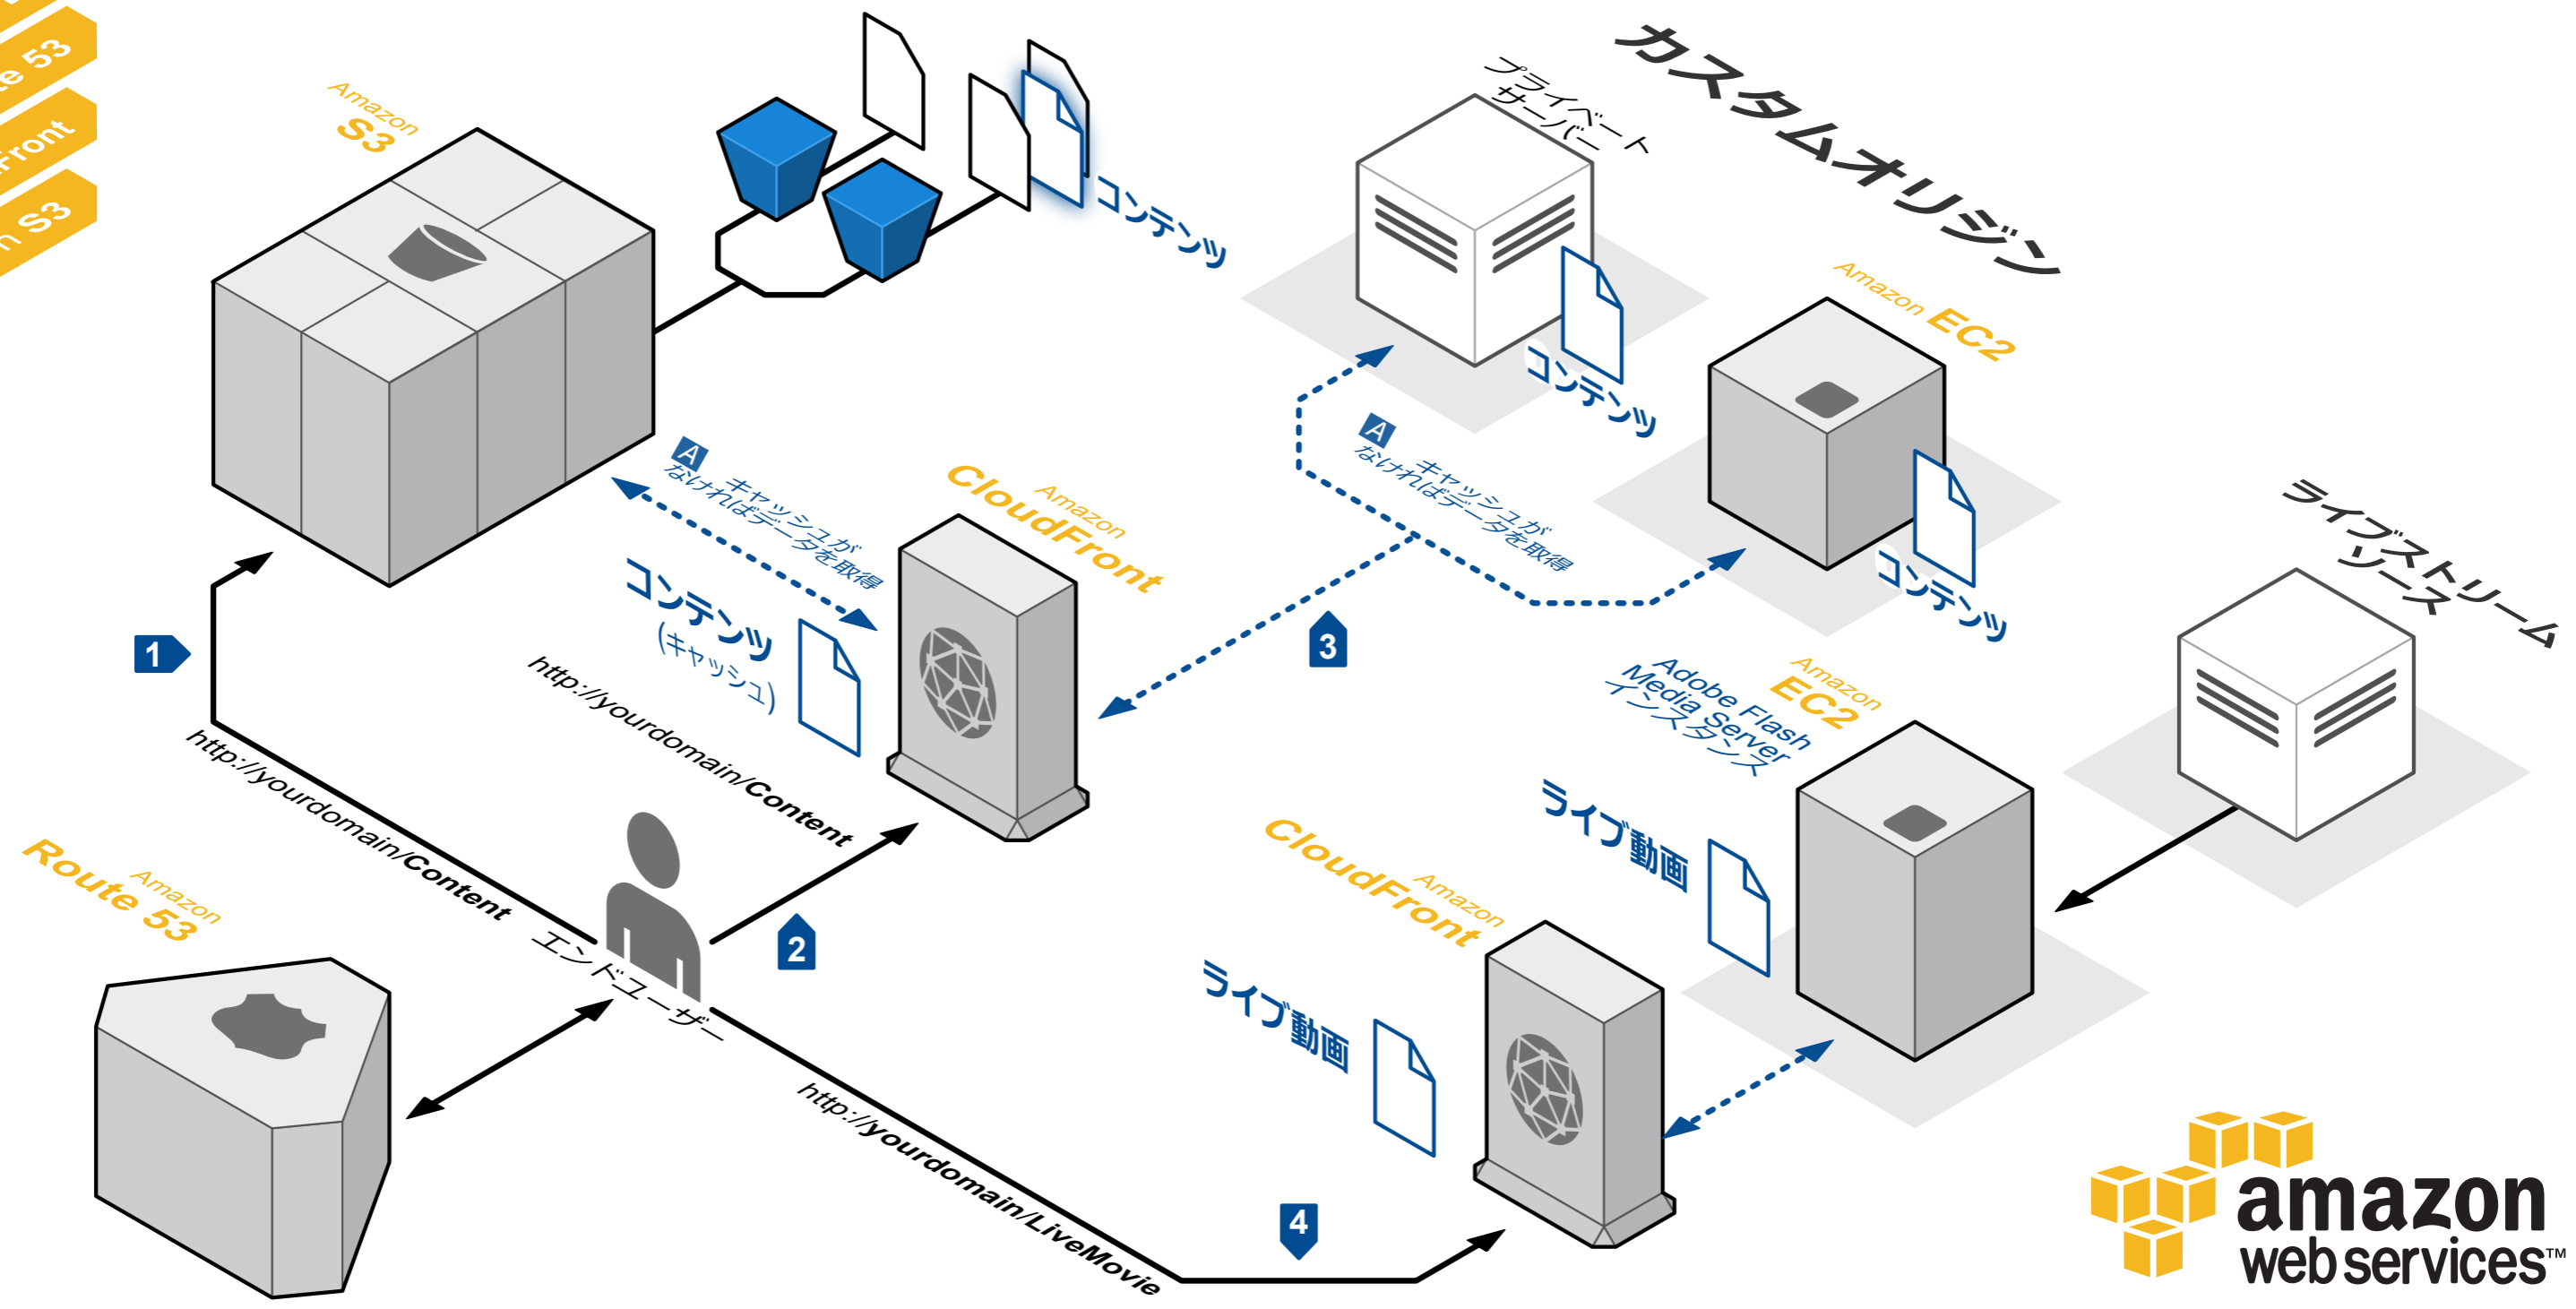 e 53
Front
n S3
Amazon
S3
コンテンツ
プライベート
サーバー
カスタムオリジン
Amazon EC2
コンテンツ
コンテンツ
A
キャッシュが
なければデータを取得
A
キャッシュが
なければデータを取得
Amazon
CloudFront
コンテンツ
(キャッシュ)
ライブストリーム
ソース
1
2
3
4
http://yourdomain/Content
http://yourdomain/Content
Amazon
EC2
Adobe Flash
Media Server
インスタンス
ライブ動画
Amazon
CloudFront
ライブ動画
Amazon
Route 53
エンドユーザー
http://yourdomain/LiveMovie
amazon
web services™